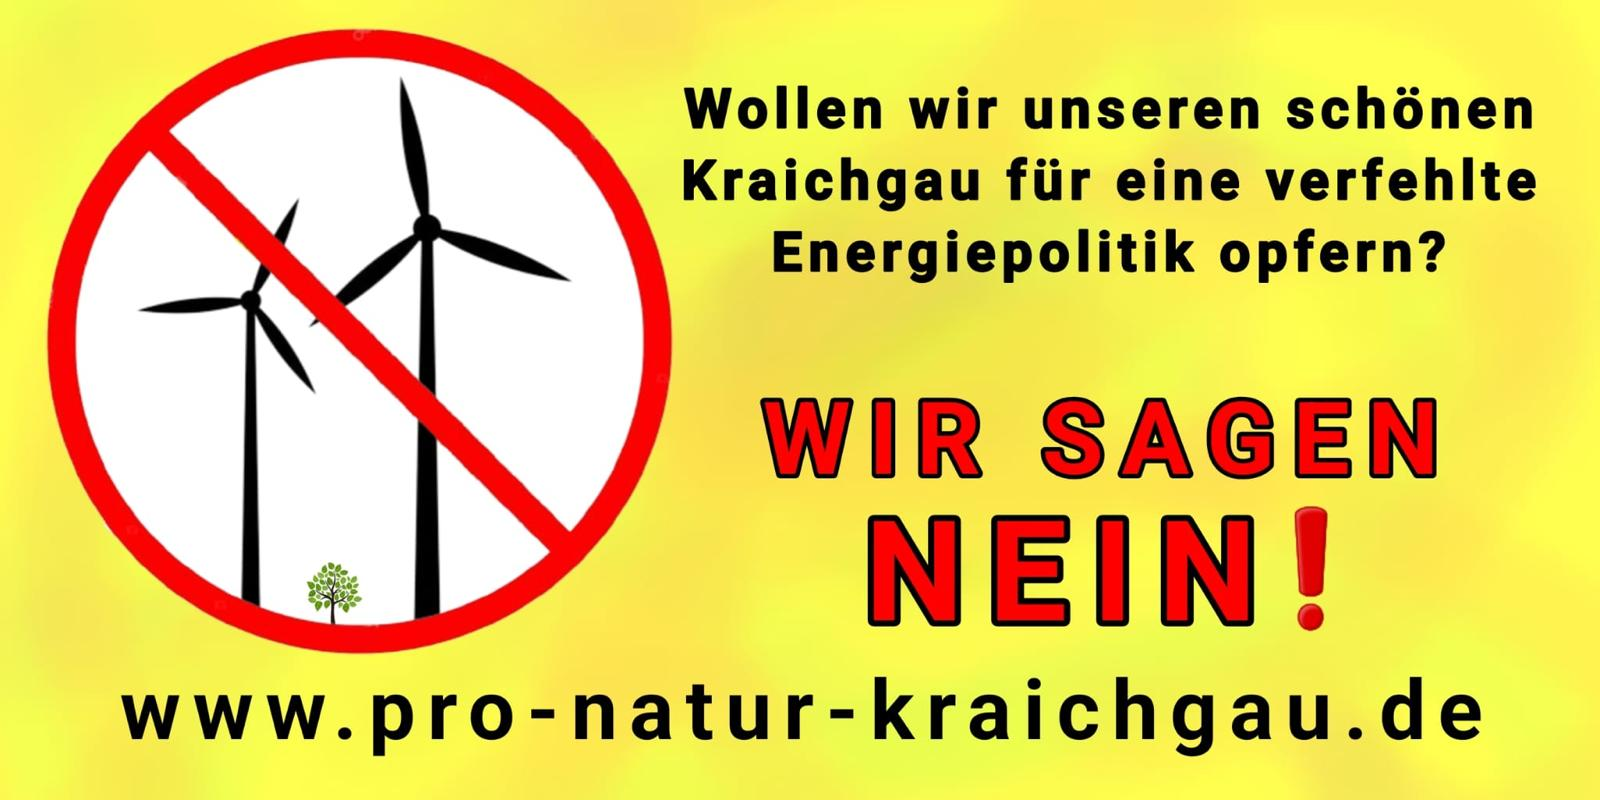 Wollen wir unseren schönen
Kraichgau für eine verfehlte
Energiepolitik opfern?
WIR SAGEN
NEIN❗
www.pro-natur-kraichgau.de